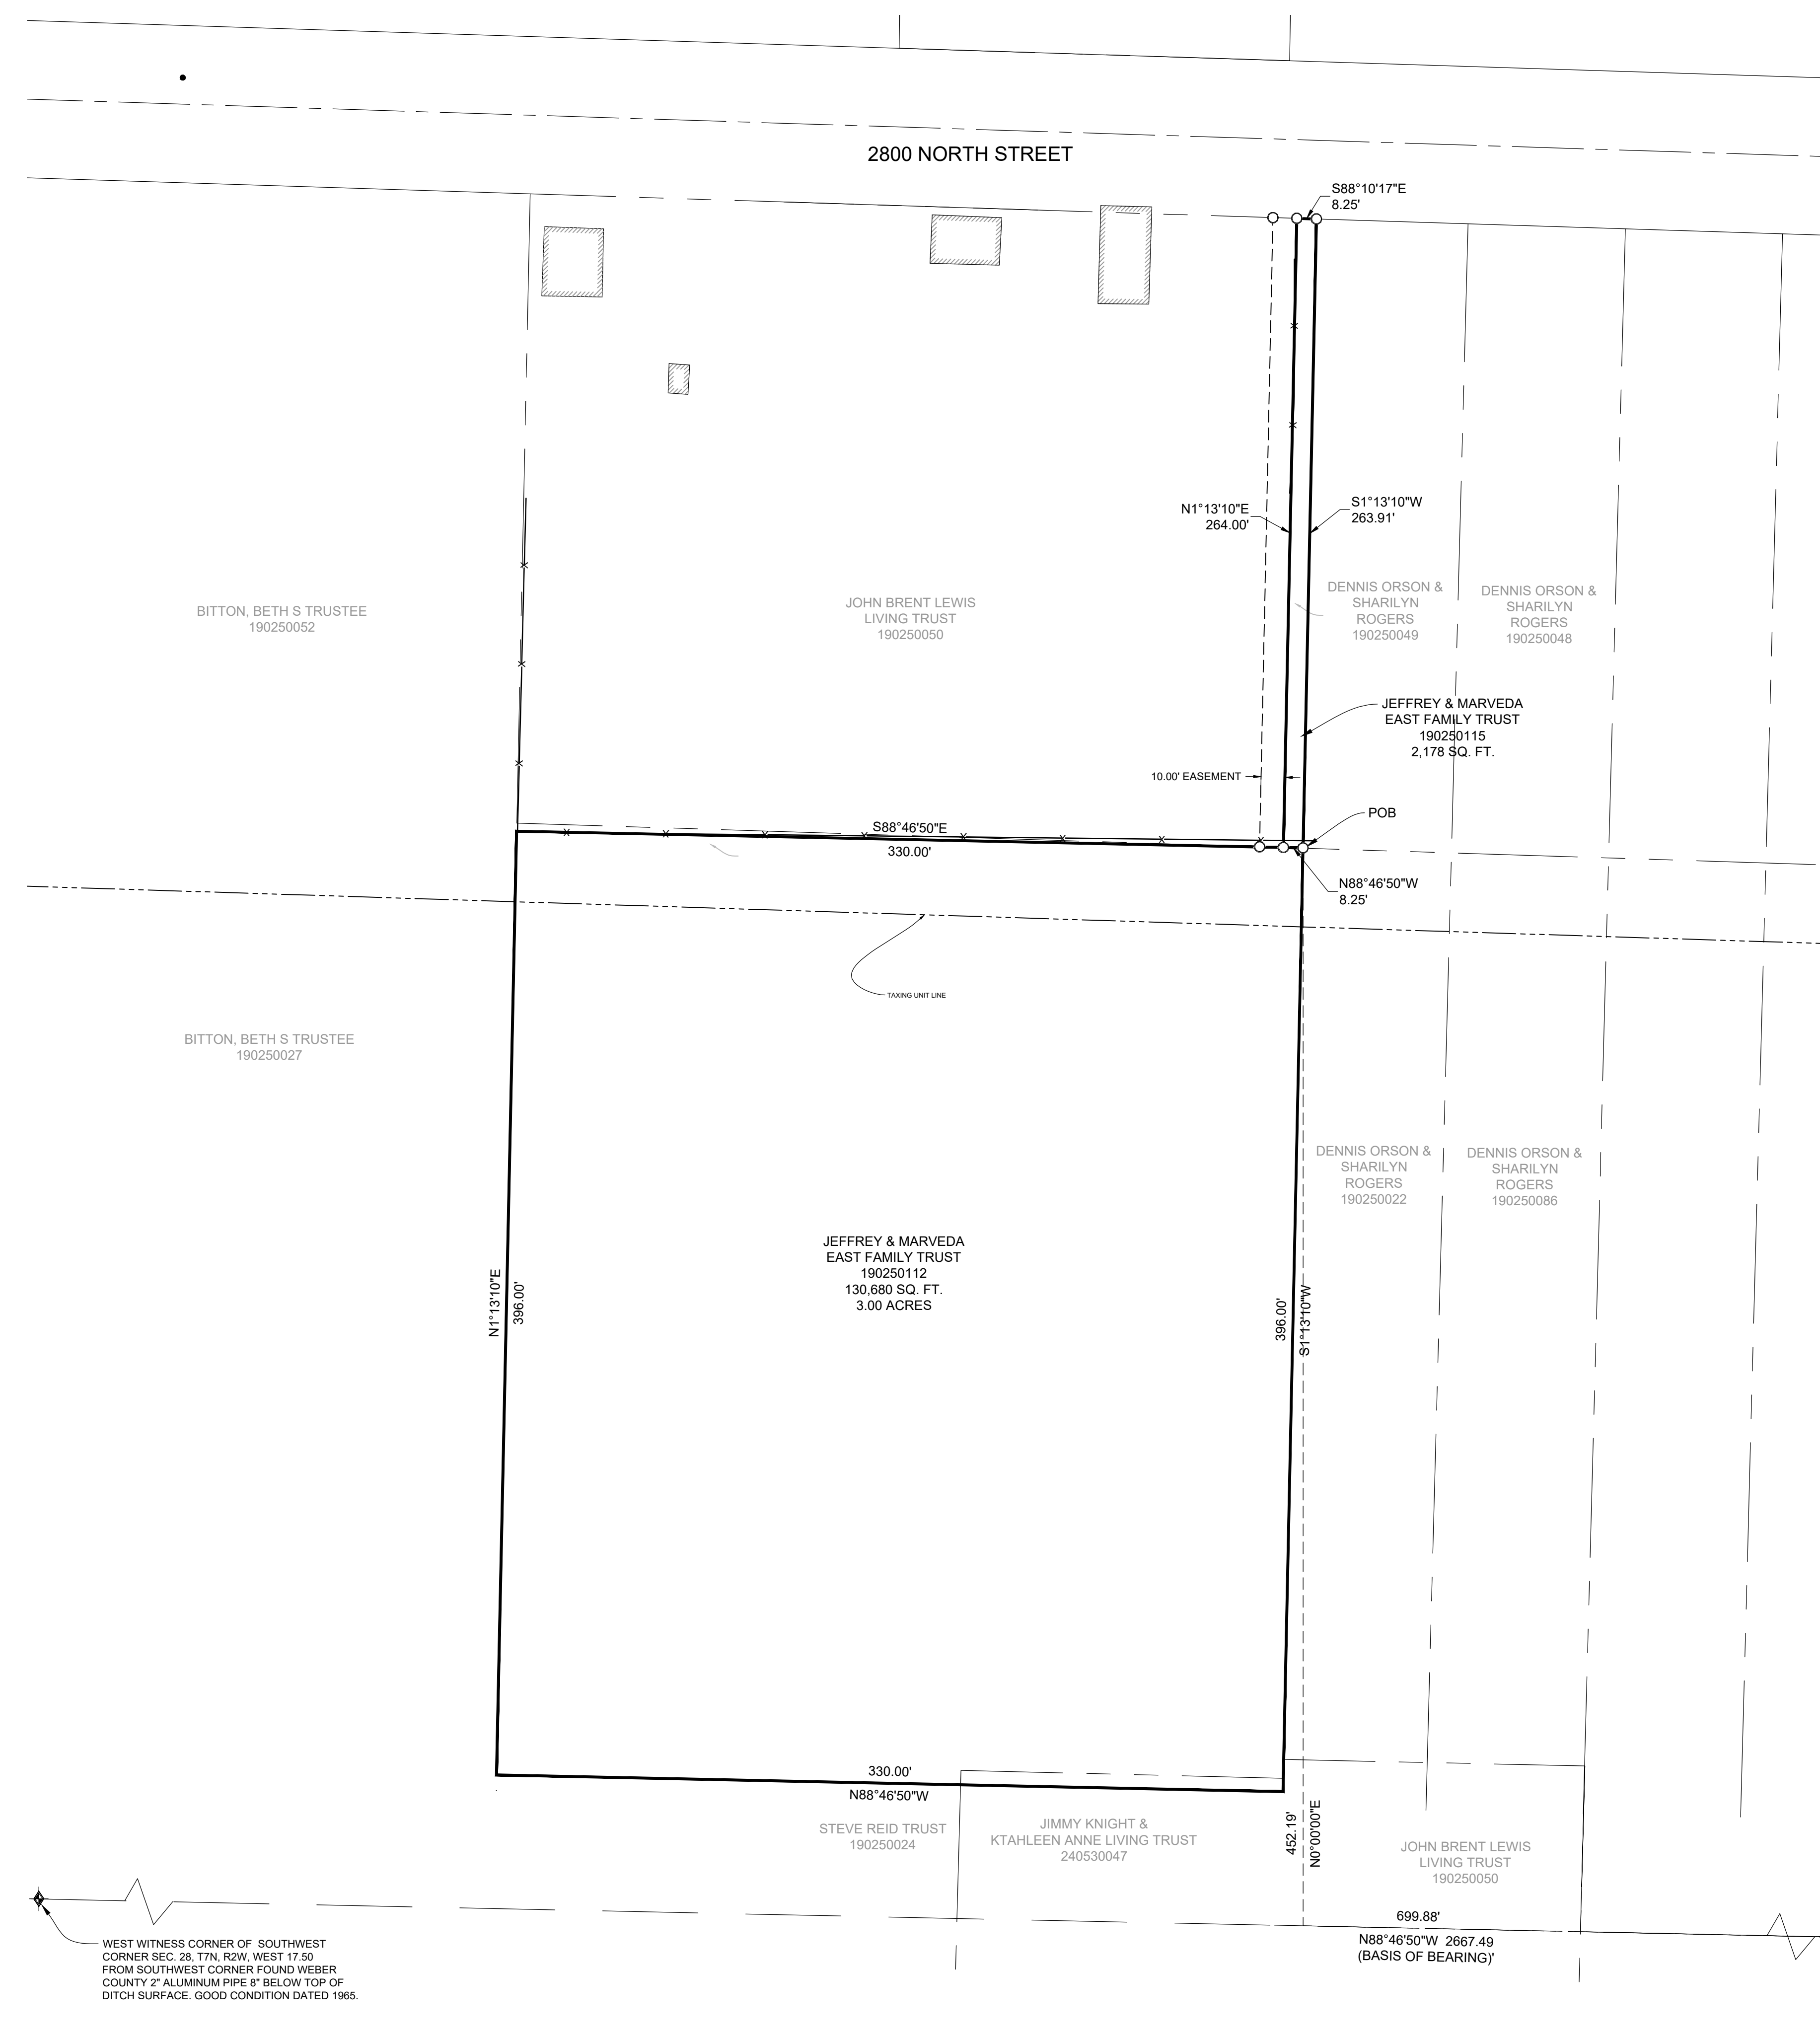 2800 NORTH STREET
S88°10'17"E
8.25'
N1°13'10"E
264.00'
S1°13'10"W
263.91'
BITTON, BETH S TRUSTEE
190250052
JOHN BRENT LEWIS
LIVING TRUST
190250050
DENNIS ORSON &
SHARILYN
ROGERS
190250049
DENNIS ORSON &
SHARILYN
ROGERS
190250048
JEFFREY & MARVEDA
EAST FAMILY TRUST
190250115
2,178 SQ. FT.
10.00' EASEMENT
POB
S88°46'50"E
330.00'
N88°46'50"W
8.25'
TAXING UNIT LINE
BITTON, BETH S TRUSTEE
190250027
DENNIS ORSON &
SHARILYN
ROGERS
190250022
DENNIS ORSON &
SHARILYN
ROGERS
190250086
JEFFREY & MARVEDA
EAST FAMILY TRUST
190250112
130,680 SQ. FT.
3.00 ACRES
N1°13'10"E
396.00'
396.00'
S1°13'10"W
330.00'
N88°46'50"W
STEVE REID TRUST
190250024
JIMMY KNIGHT &
KTAHLEEN ANNE LIVING TRUST
240530047
452.19'
N0°00'00"E
JOHN BRENT LEWIS
LIVING TRUST
190250050
699.88'
N88°46'50"W 2667.49
(BASIS OF BEARING)'
WEST WITNESS CORNER OF SOUTHWEST
CORNER SEC. 28, T7N, R2W, WEST 17.50
FROM SOUTHWEST CORNER FOUND WEBER
COUNTY 2" ALUMINUM PIPE 8" BELOW TOP OF
DITCH SURFACE. GOOD CONDITION DATED 1965.